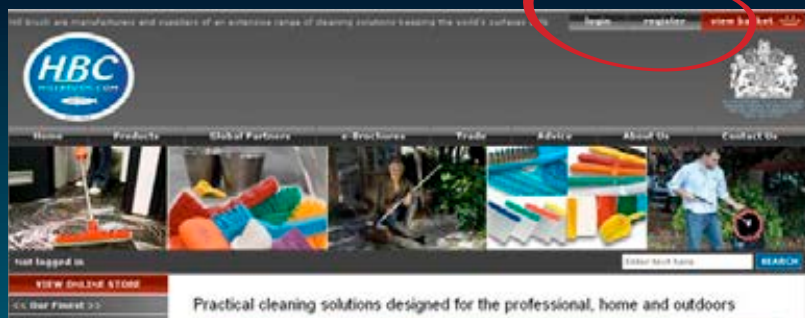 brush are manufacturers and suppliers of an extensive range of cleaning solutions keeping the world's surfaces
login register view basket
HBC
Home Products Global Partners e-Brochures Trade Advice About Us Contact Us
Not logged in
Enter text here SEARCH
VIEW ONLINE STORE
<< Our Finest >>
Practical cleaning solutions designed for the professional, home and outdoors